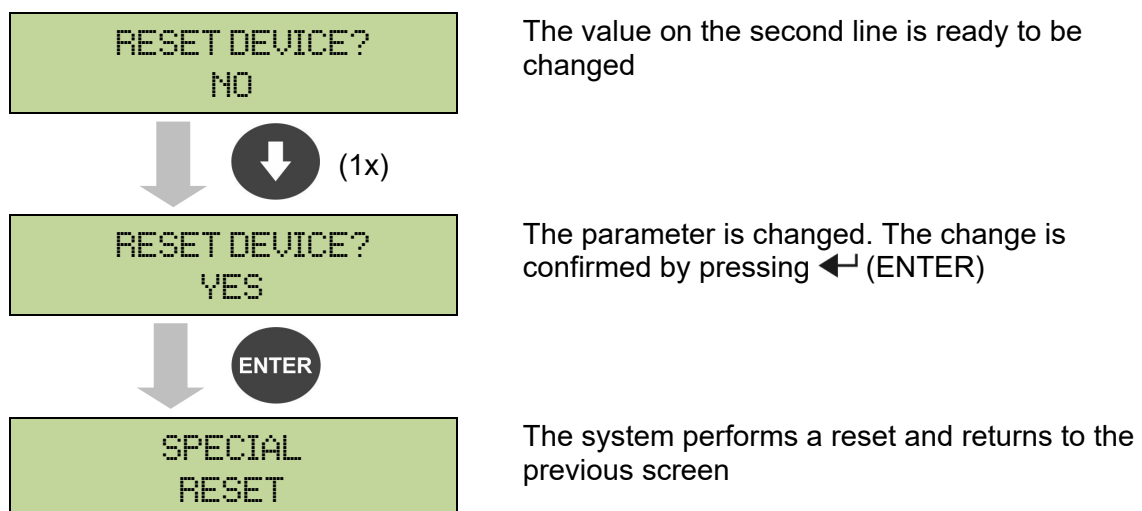 RESET DEVICE?
NO
The value on the second line is ready to be
changed
(1x)
RESET DEVICE?
YES
The parameter is changed. The change is
confirmed by pressing (ENTER)
ENTER
SPECIAL
RESET
The system performs a reset and returns to the
previous screen